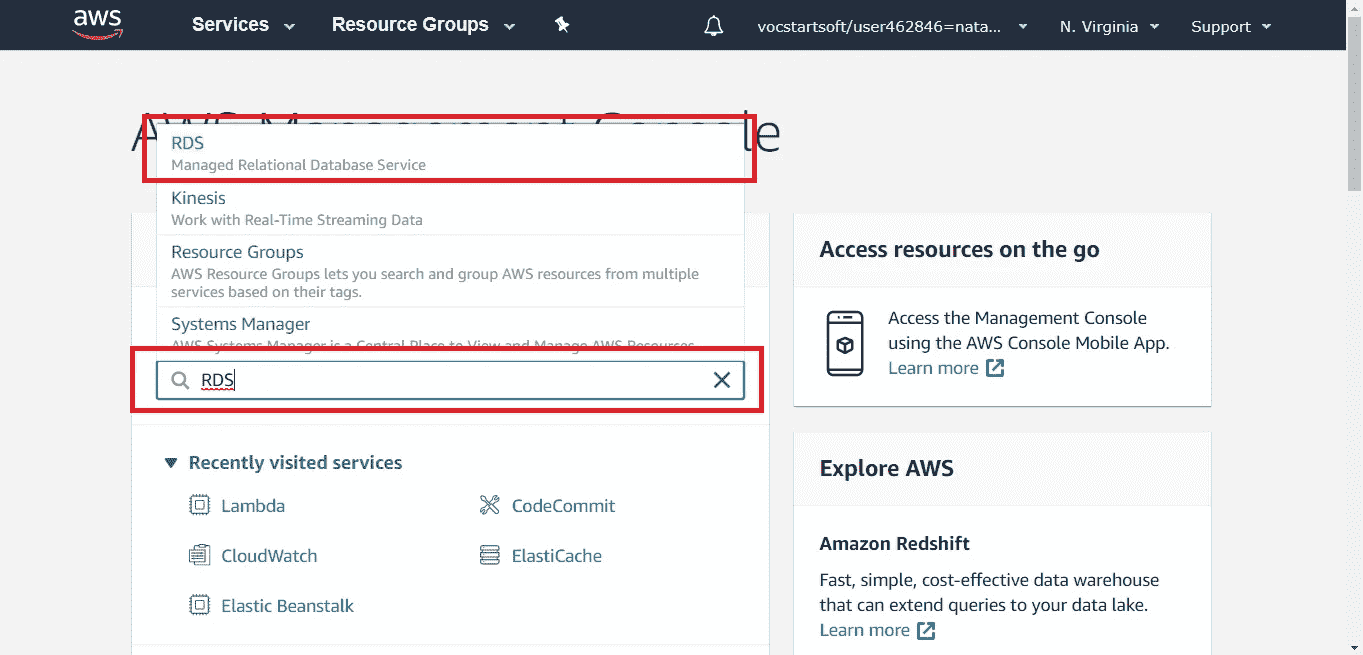 aws
Services
Resource Groups
vocstartsoft/user462846=nata...
N. Virginia
Support
AWS Management Console
RDS
Managed Relational Database Service
Kinesis
Work with Real-Time Streaming Data
Resource Groups
AWS Resource Groups lets you search and group AWS resources from multiple
services based on their tags.
Systems Manager
AWS Systems Manager is a Central Place to View and Manage AWS Resources
RDS
Recently visited services
Lambda
CodeCommit
CloudWatch
ElastiCache
Elastic Beanstalk
Access resources on the go
Access the Management Console
using the AWS Console Mobile App.
Learn more
Explore AWS
Amazon Redshift
Fast, simple, cost-effective data warehouse
that can extend queries to your data lake.
Learn more